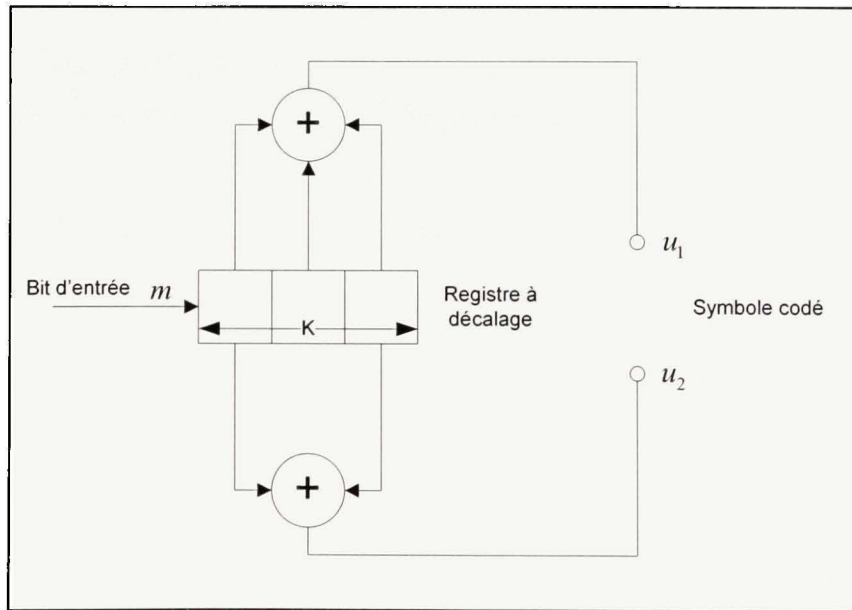 +
u₁
Bit d'entrée m
K
Registre à
décalage
Symbole codé
u₂
+